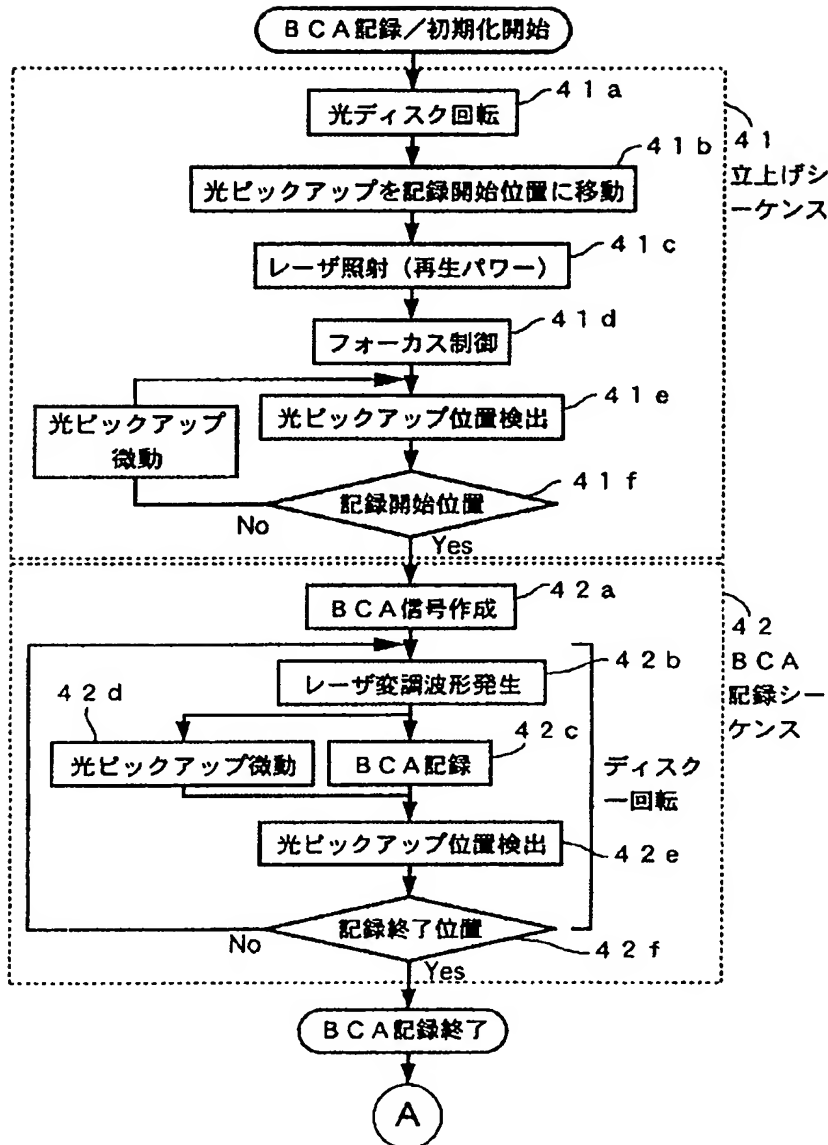 BCA記録／初期化開始
41a
光ディスク回転
41
立上げシ
ーケンス
41b
光ピックアップを記録開始位置に移動
41c
レーザ照射（再生パワー）
41d
フォーカス制御
41e
光ピックアップ位置検出
光ピックアップ
微動
41f
記録開始位置
No
Yes
42a
BCA信号作成
42
BCA
記録シー
ケンス
42b
レーザ変調波形発生
42d
42c
光ピックアップ微動
BCA記録
ディスク
一回転
光ピックアップ位置検出
42e
記録終了位置
No
42f
Yes
BCA記録終了
A